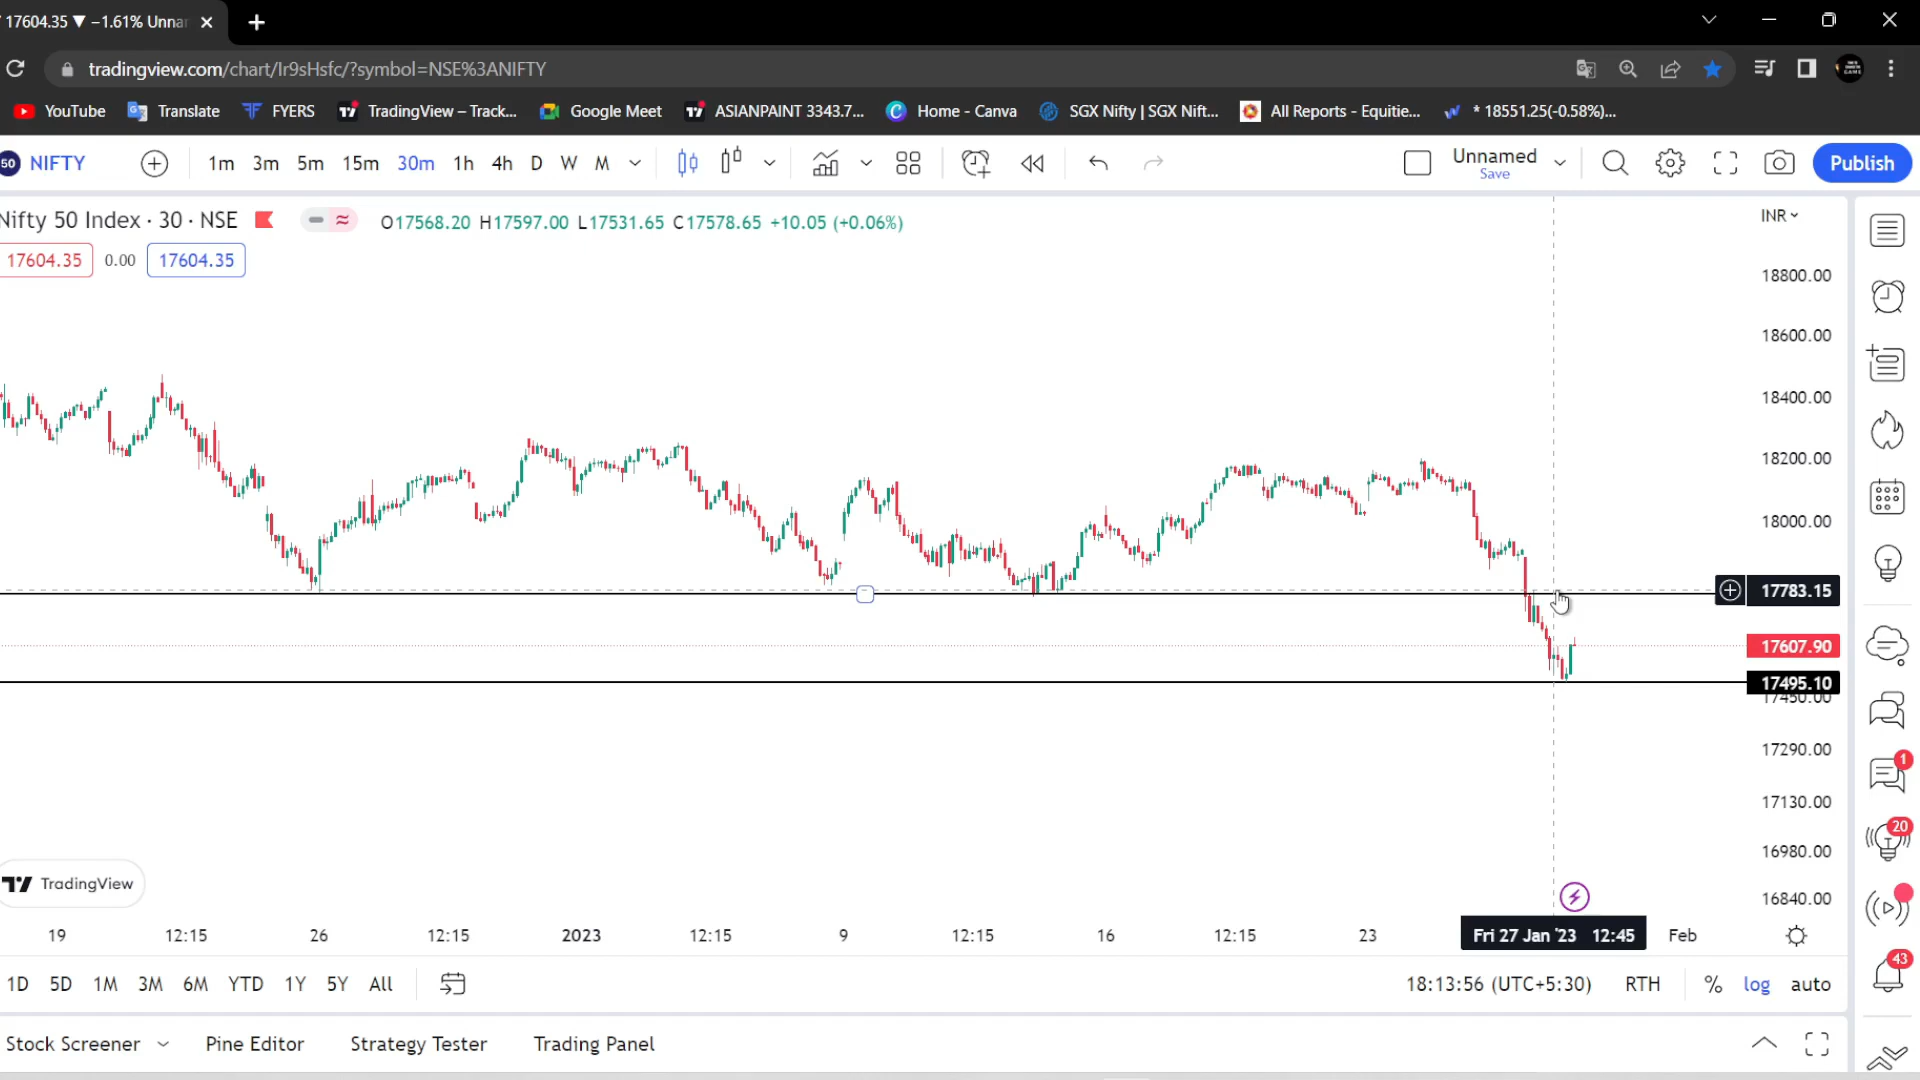 17604.35 ▼ −1.61% Unnar
tradingview.com/chart/Ir9sHsfc/?symbol=NSE%3ANIFTY
YouTube Translate FYERS TradingView – Track... Google Meet ASIANPAINT 3343.7... Home - Canva SGX Nifty | SGX Nift... All Reports - Equitie... * 18551.25(-0.58%)...
50 NIFTY 1m 3m 5m 15m 30m 1h 4h D W M Unnamed Publish
Save
Nifty 50 Index · 30 · NSE O17568.20 H17597.00 L17531.65 C17578.65 +10.05 (+0.06%) INR
17604.35 0.00 17604.35
18800.00
18600.00
18400.00
18200.00
18000.00
17783.15
17607.90
17495.10
17450.00
17290.00
1
17130.00
20
16980.00
TradingView
16840.00
19 12:15 26 12:15 2023 12:15 9 12:15 16 12:15 23 Fri 27 Jan '23 12:45 Feb
43
1D 5D 1M 3M 6M YTD 1Y 5Y All 18:13:56 (UTC+5:30) RTH % log auto
Stock Screener Pine Editor Strategy Tester Trading Panel